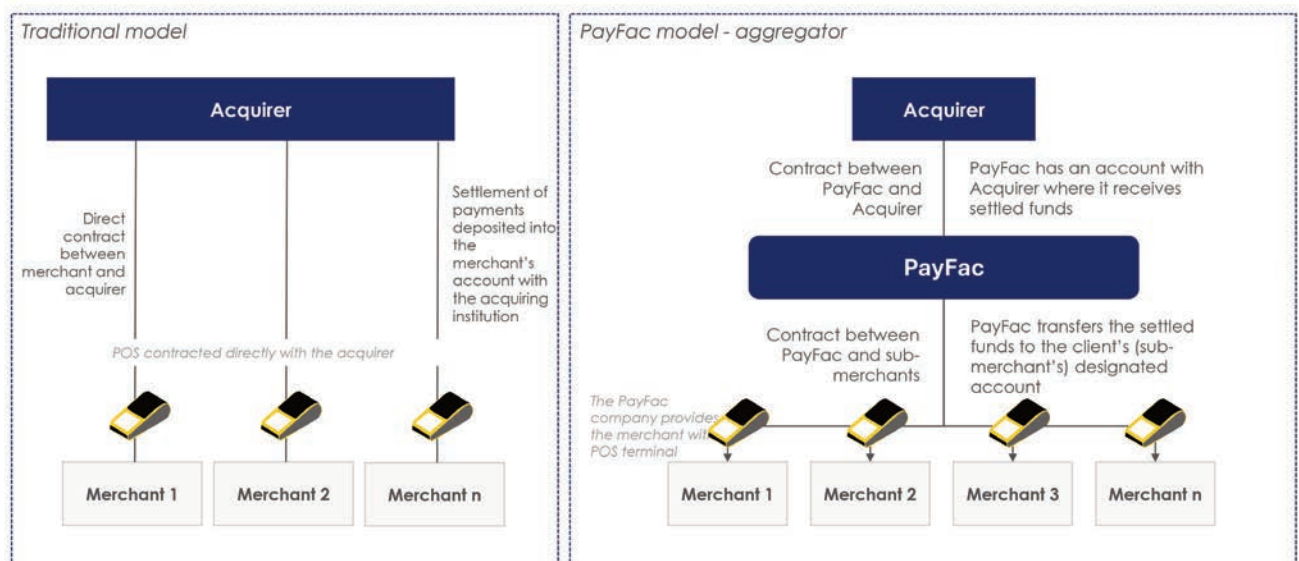 Traditional model
Acquirer
Direct
contract
between
merchant and
acquirer
Settlement of
payments
deposited into
the
merchant's
account with
the acquiring
institution
POS contracted directly with the acquirer
Merchant 1
Merchant 2
Merchant n
PayFac model - aggregator
Acquirer
Contract between
PayFac and
Acquirer
PayFac has an account with
Acquirer where it receives
settled funds
PayFac
Contract between
PayFac and sub-
merchants
PayFac transfers the settled
funds to the client's (sub-
merchant's) designated
account
The PayFac
company provides
the merchant with
POS terminal
Merchant 1
Merchant 2
Merchant 3
Merchant n